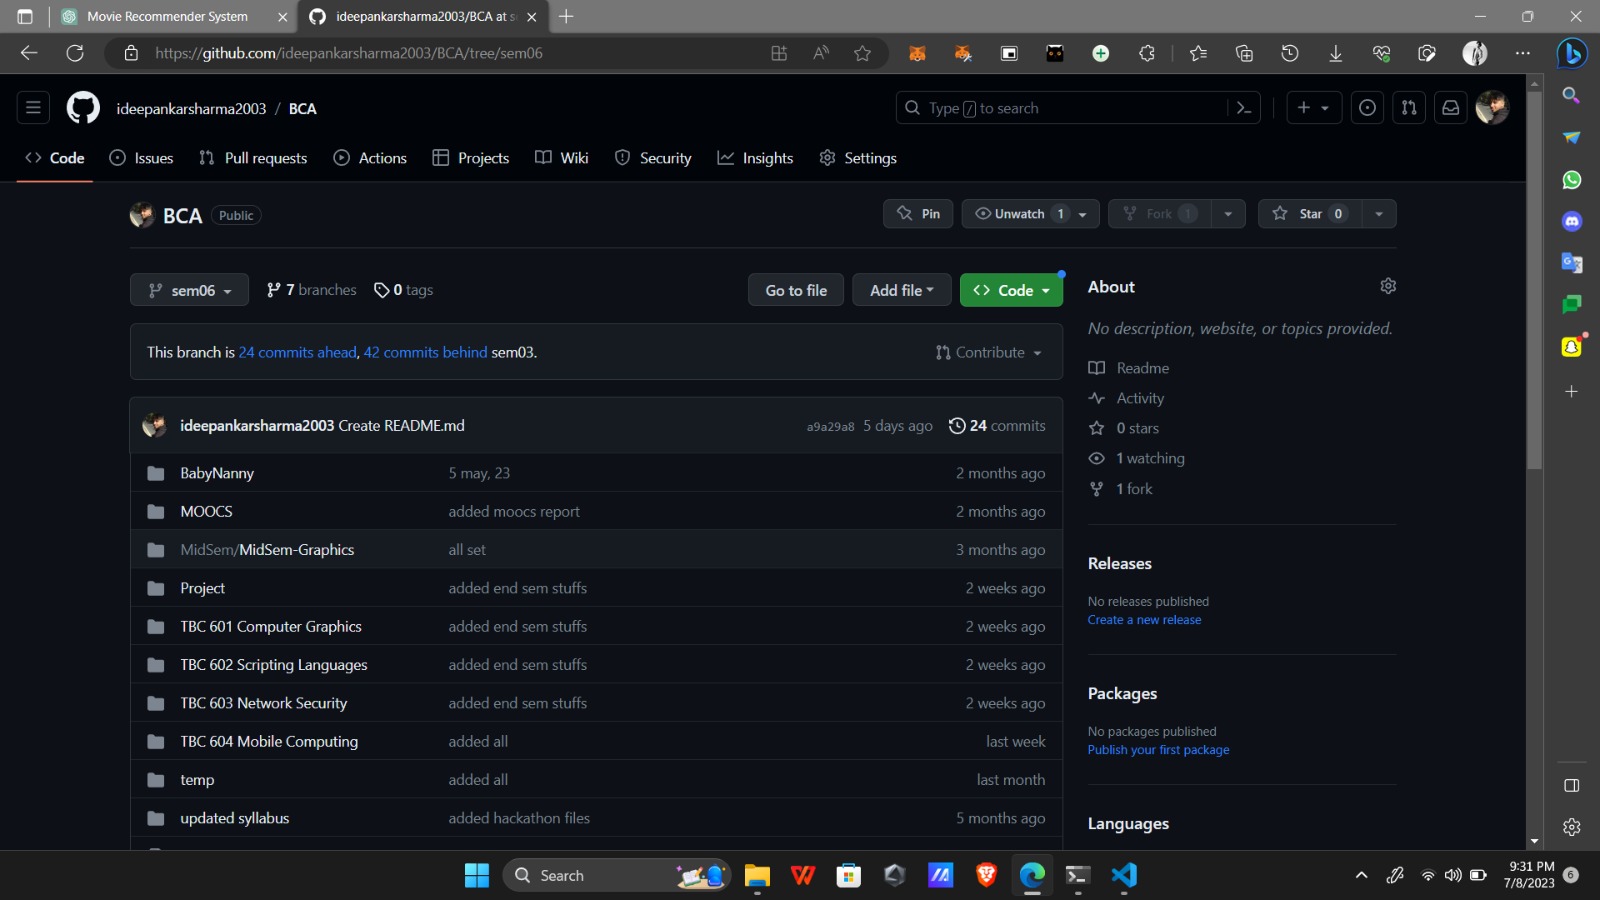 Movie Recommender System
ideepankarsharma2003/BCA at s
https://github.com/ideepankarsharma2003/BCA/tree/sem06
ideepankarsharma2003 / BCA
Type / to search
Code Issues Pull requests Actions Projects Wiki Security Insights Settings
BCA Public
Pin Unwatch 1 Fork 1 Star 0
sem06 7 branches 0 tags Go to file Add file Code
About
No description, website, or topics provided.
This branch is 24 commits ahead, 42 commits behind sem03. Contribute
Readme
Activity
0 stars
1 watching
1 fork
ideepankarsharma2003 Create README.md a9a29a8 5 days ago 24 commits
BabyNanny 5 may, 23 2 months ago
MOOCS added moocs report 2 months ago
MidSem/MidSem-Graphics all set 3 months ago
Project added end sem stuffs 2 weeks ago
TBC 601 Computer Graphics added end sem stuffs 2 weeks ago
TBC 602 Scripting Languages added end sem stuffs 2 weeks ago
TBC 603 Network Security added end sem stuffs 2 weeks ago
TBC 604 Mobile Computing added all last week
temp added all last month
updated syllabus added hackathon files 5 months ago
Releases
No releases published
Create a new release
Packages
No packages published
Publish your first package
Languages
Search
9:31 PM
7/8/2023
6